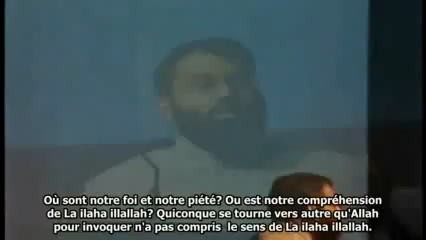 Où sont notre foi et notre piété? Ou est notre compréhension
de La ilaha illallah? Quiconque se tourne vers autre qu'Allah
pour invoquer n'a pas compris le sens de La ilaha illallah.